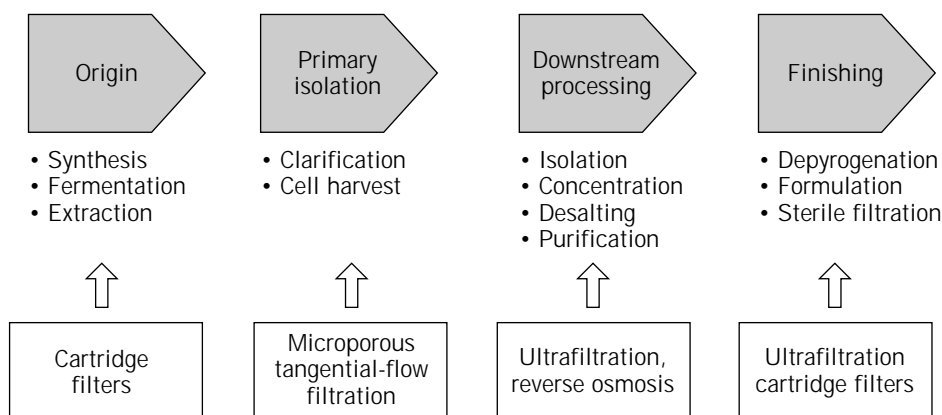 Origin
Primary
isolation
Downstream
processing
Finishing
• Synthesis
• Fermentation
• Extraction
• Clarification
• Cell harvest
• Isolation
• Concentration
• Desalting
• Purification
• Depyrogenation
• Formulation
• Sterile filtration
Cartridge
filters
Microporous
tangential-flow
filtration
Ultrafiltration,
reverse osmosis
Ultrafiltration
cartridge filters